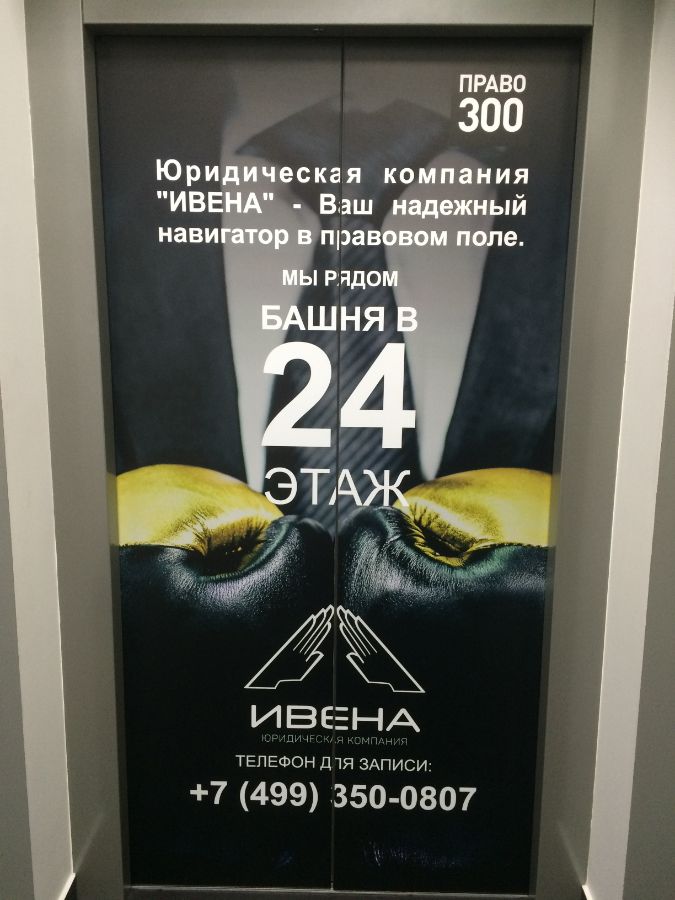 ПРАВО
300
Юридическая компания
"ИВЕНА" - Ваш надежный
навигатор в правовом поле.
МЫ РЯДОМ
БАШНЯ В
24
ЭТАЖ
ИВЕНА
ЮРИДИЧЕСКАЯ КОМПАНИЯ
ТЕЛЕФОН ДЛЯ ЗАПИСИ:
+7 (499) 350-0807